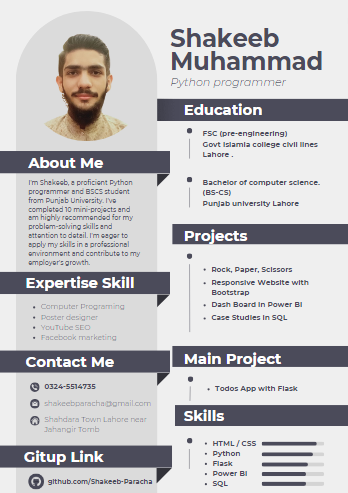 Shakeeb
Muhammad
Python programmer
About Me
I'm Shakeeb, a proficient Python
programmer and BSCS student
from Punjab University. I've
completed 10 mini-projects and
am highly recommended for my
problem-solving skills and
attention to detail. I'm eager to
apply my skills in a professional
environment and contribute to my
employer's growth.
Expertise Skill
Computer Programing
Poster designer
YouTube SEO
Facebook marketing
Contact Me
0324-5514735
shakeebparacha@gmail.com
Shahdara Town Lahore near
Jahangir Tomb
Gitup Link
github.com/Shakeeb-Paracha
Education
FSC (pre-engineering)
Govt islamia college civil lines
Lahore .
Bachelor of computer science.
(BS-CS)
Punjab university Lahore
Projects
Rock, Paper, Scissors
Responsive Website with
Bootstrap
Dash Board in Power BI
Case Studies in SQL
Main Project
Todos App with Flask
Skills
HTML / CSS
Python
Flask
Power BI
SQL